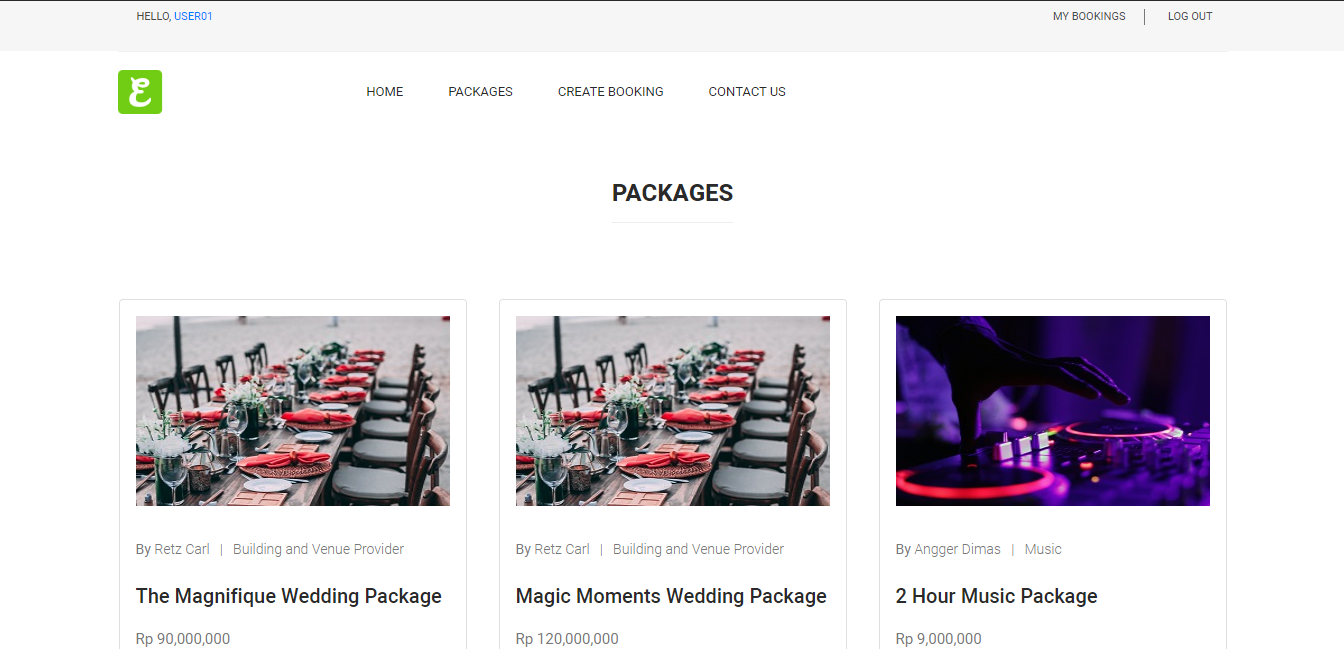 HELLO, USER01
MY BOOKINGS | LOG OUT
E
HOME PACKAGES CREATE BOOKING CONTACT US
PACKAGES
By Retz Carl | Building and Venue Provider
The Magnifique Wedding Package
Rp 90,000,000
By Retz Carl | Building and Venue Provider
Magic Moments Wedding Package
Rp 120,000,000
By Angger Dimas | Music
2 Hour Music Package
Rp 9,000,000